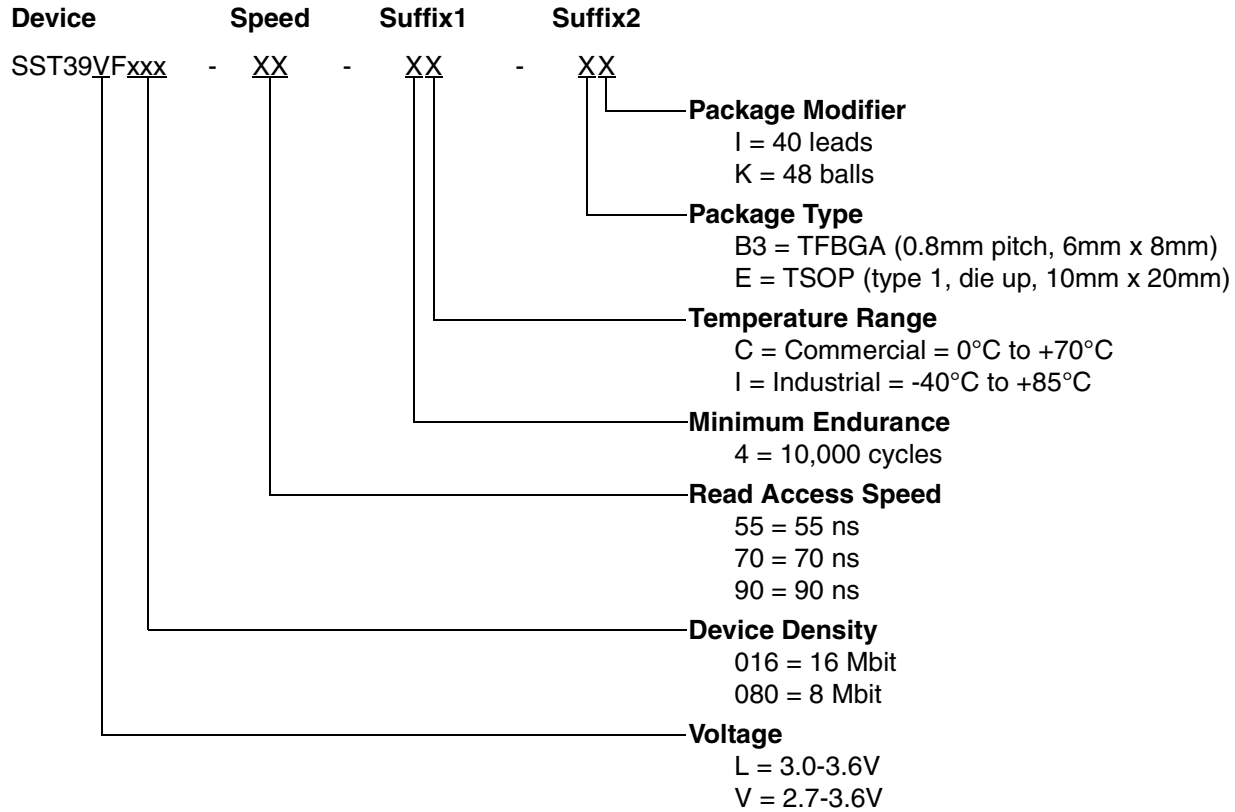 Device Speed Suffix1 Suffix2
SST39VFxxx - XX - XX - XX
Package Modifier
I = 40 leads
K = 48 balls
Package Type
B3 = TFBGA (0.8mm pitch, 6mm x 8mm)
E = TSOP (type 1, die up, 10mm x 20mm)
Temperature Range
C = Commercial = 0°C to +70°C
I = Industrial = -40°C to +85°C
Minimum Endurance
4 = 10,000 cycles
Read Access Speed
55 = 55 ns
70 = 70 ns
90 = 90 ns
Device Density
016 = 16 Mbit
080 = 8 Mbit
Voltage
L = 3.0-3.6V
V = 2.7-3.6V